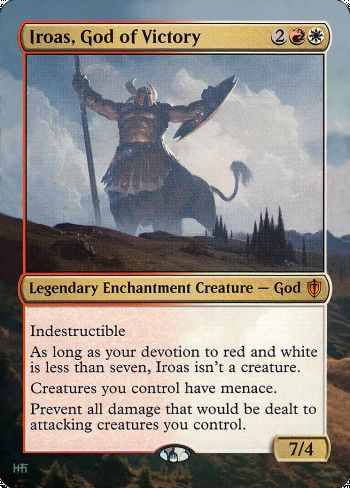 Iroas, God of Victory 2
Legendary Enchantment Creature — God
Indestructible
As long as your devotion to red and white
is less than seven, Iroas isn't a creature.
Creatures you control have menace.
Prevent all damage that would be dealt to
attacking creatures you control.
7/4